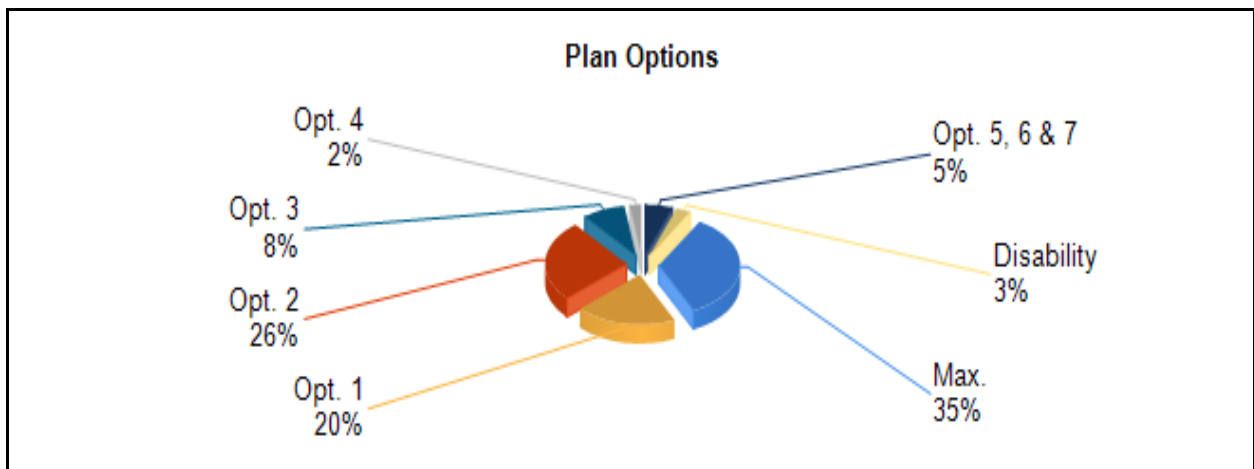 Plan Options
Opt. 4
2%
Opt. 5, 6 & 7
5%
Opt. 3
8%
Disability
3%
Opt. 2
26%
Max.
35%
Opt. 1
20%